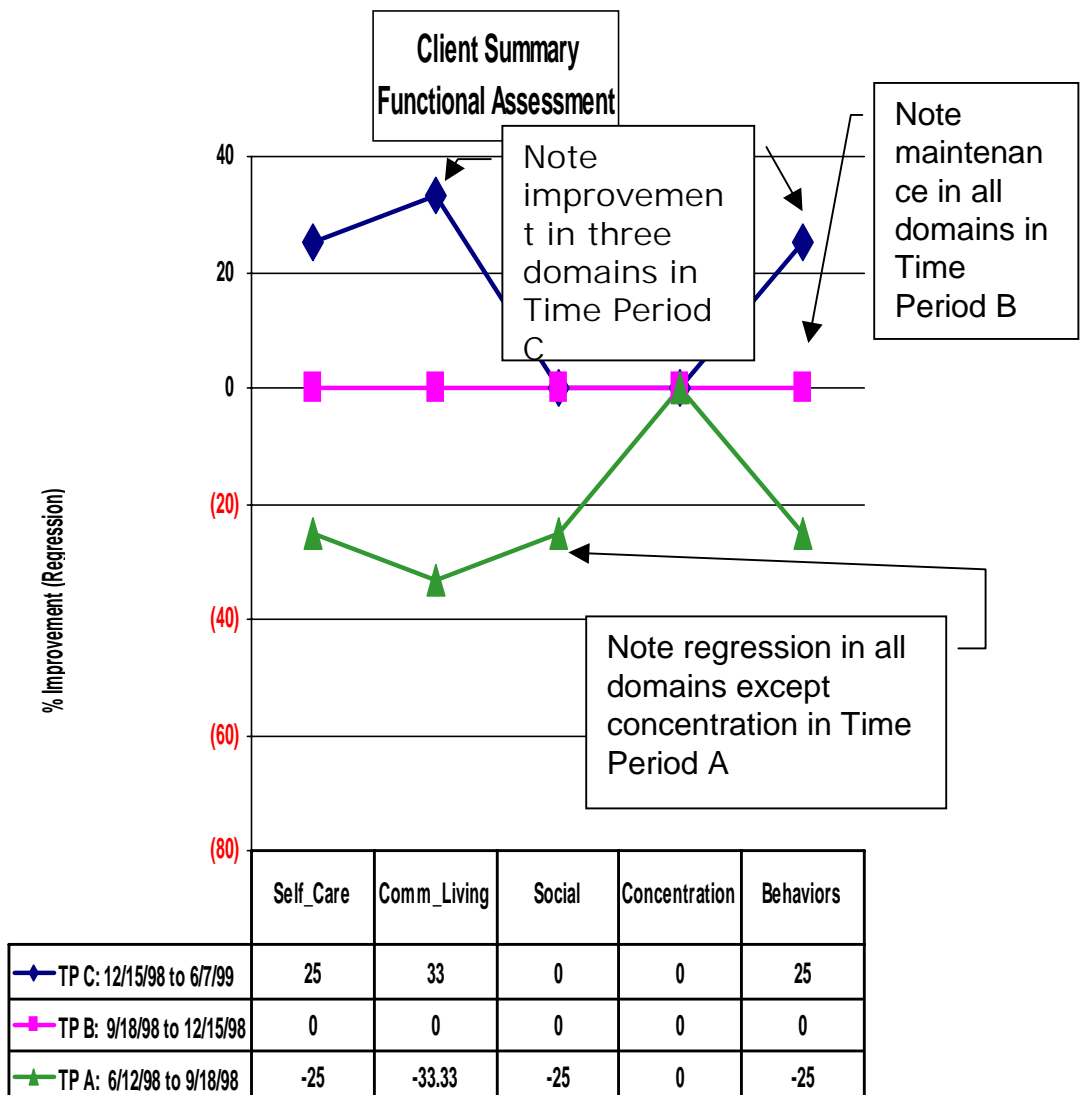 Client Summary
Functional Assessment
Note
improvemen
t in three
domains in
Time Period
C
Note
maintenan
ce in all
domains in
Time
Period B
40
20
0
(20)
(40)
(60)
(80)
% Improvement (Regression)
Note regression in all
domains except
concentration in Time
Period A
Self_Care Comm_Living Social Concentration Behaviors
TP C: 12/15/98 to 6/7/99 25 33 0 0 25
TP B: 9/18/98 to 12/15/98 0 0 0 0 0
TP A: 6/12/98 to 9/18/98 -25 -33.33 -25 0 -25